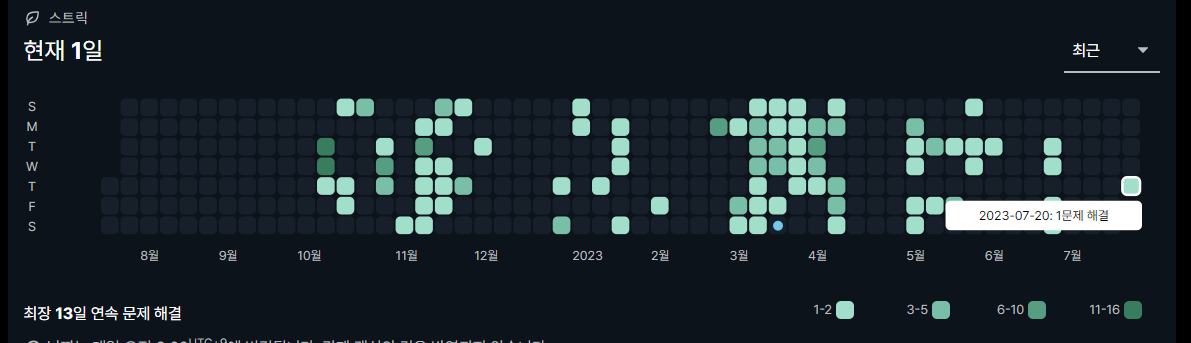 스트릭
현재 1일
최근
S
M
T
W
T
F
S
2023-07-20: 1문제 해결
8월 9월 10월 11월 12월 2023 2월 3월 4월 5월 6월 7월
최장 13일 연속 문제 해결
1-2 3-5 6-10 11-16